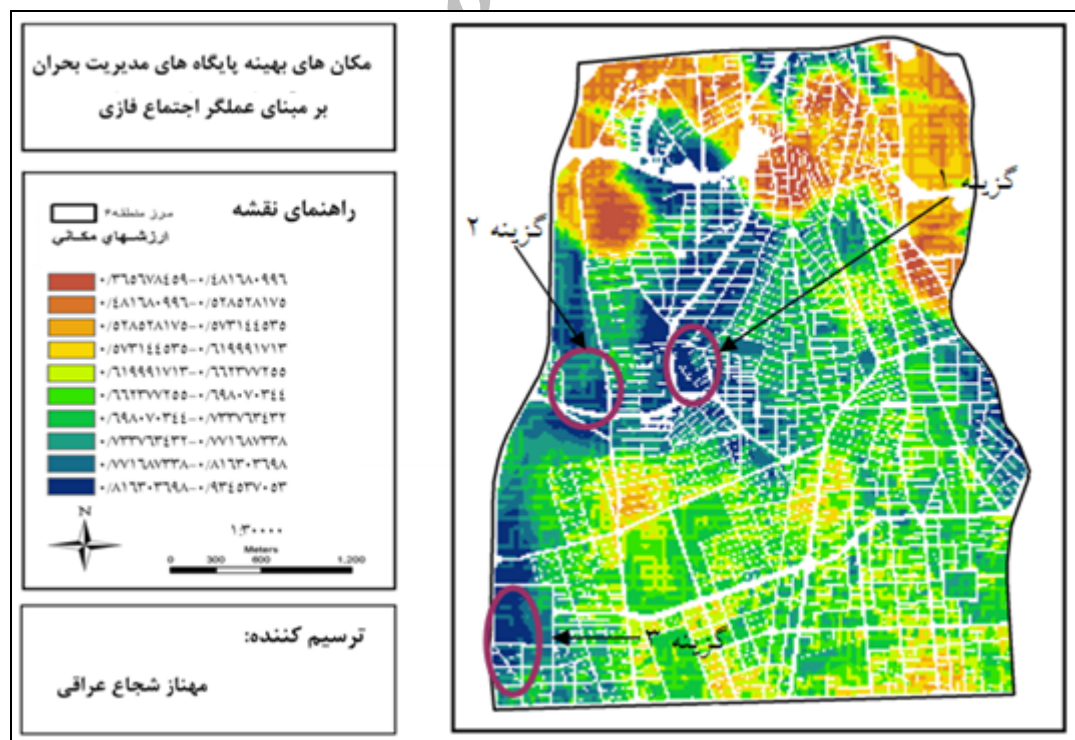 مکان های بهینه پایگاه های مدیریت بحران
بر مبنای عملگر اجتماع فازی
راهنمای نقشه
مرز منطقه۶
ارزشهای مکانی
۰/۳۶۵۶۷۸۴۵۹-۰/۴۸۱۶۸۰۹۹۶
۰/۴۸۱۶۸۰۹۹۶-۰/۵۲۸۵۲۸۱۷۵
۰/۵۲۸۵۲۸۱۷۵-۰/۵۷۳۱۴۴۵۳۵
۰/۵۷۳۱۴۴۵۳۵-۰/۶۱۹۹۹۱۷۱۳
۰/۶۱۹۹۹۱۷۱۳-۰/۶۶۲۳۷۷۲۵۵
۰/۶۶۲۳۷۷۲۵۵-۰/۶۹۸۰۷۰۳۴۴
۰/۶۹۸۰۷۰۳۴۴-۰/۷۳۳۷۶۳۴۳۲
۰/۷۳۳۷۶۳۴۳۲-۰/۷۷۱۶۸۷۳۳۸
۰/۷۷۱۶۸۷۳۳۸-۰/۸۱۶۳۰۳۶۹۸
۰/۸۱۶۳۰۳۶۹۸-۰/۹۳۴۵۳۷۰۵۳
N
۱:۳۰۰۰۰
Meters
0 300 600 1,200
ترسیم کننده:
مهناز شجاع عراقی
گزینه ۱
گزینه ۲
گزینه ۳